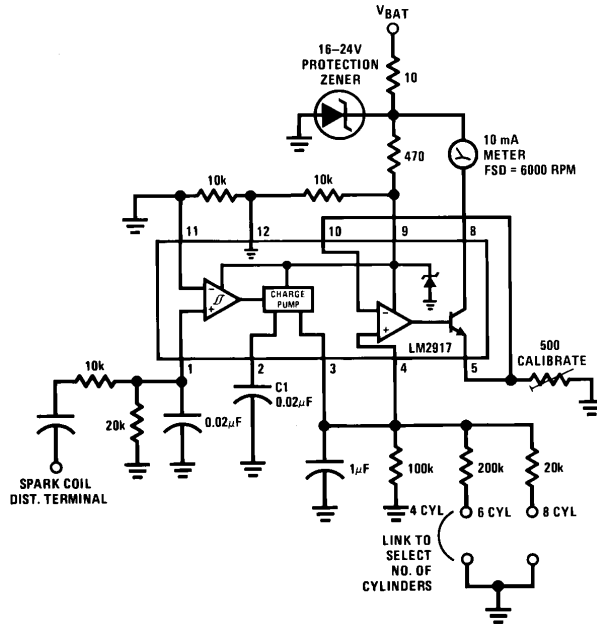 VBAT
16–24V
PROTECTION
ZENER
10
470
10 mA
METER
FSD = 6000 RPM
10k
10k
11
12
10
9
8
CHARGE
PUMP
LM2917
1
2
3
4
5
500
CALIBRATE
10k
20k
0.02μF
C1
0.02μF
SPARK COIL
DIST. TERMINAL
1μF
100k
200k
20k
4 CYL
6 CYL
8 CYL
LINK TO
SELECT
NO. OF
CYLINDERS